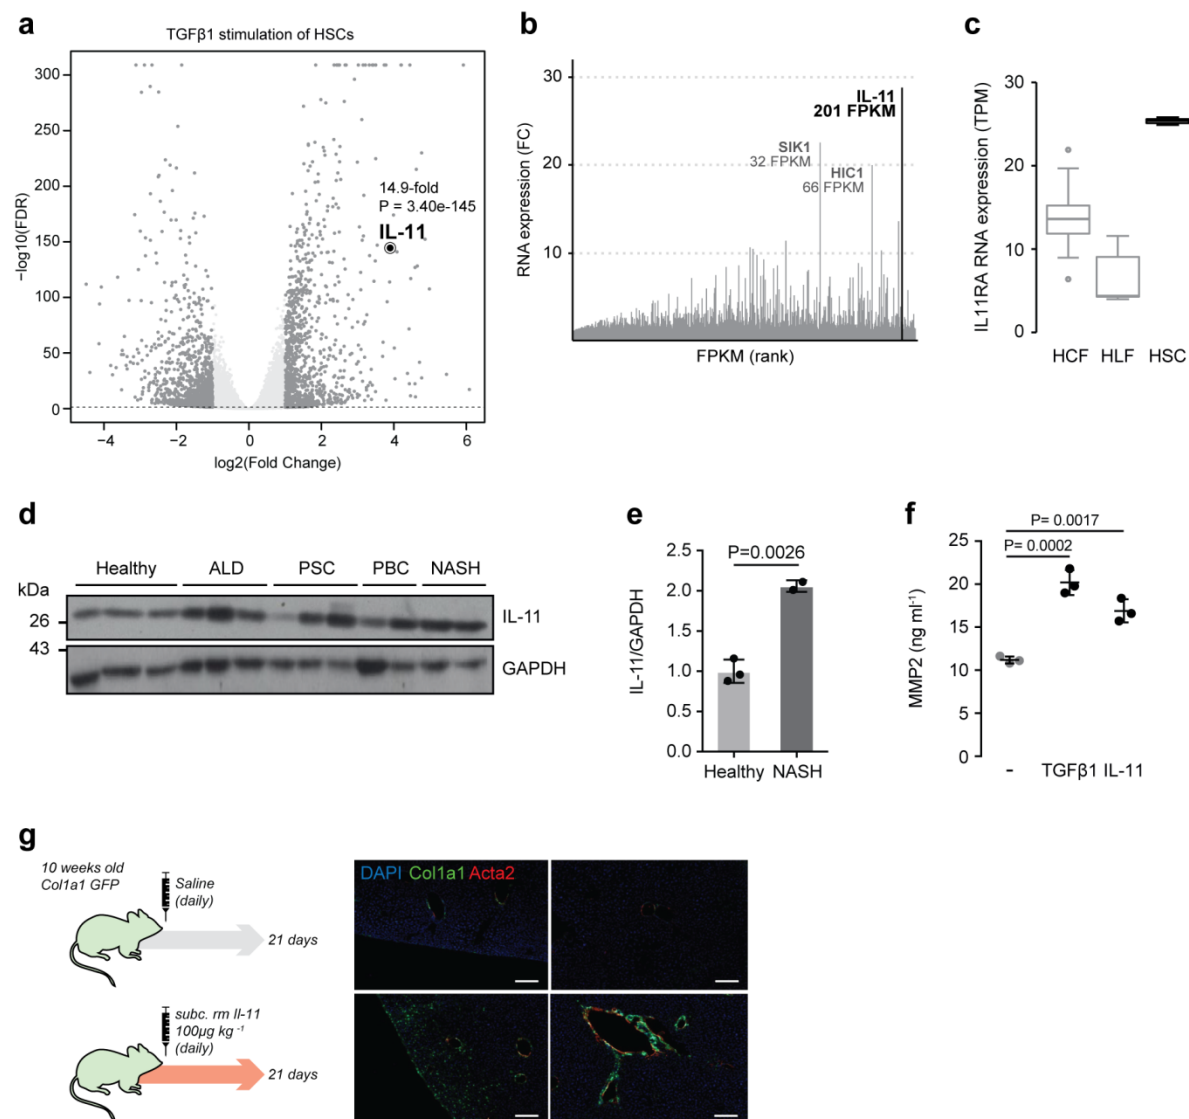 a
TGFβ1 stimulation of HSCs
300
250
200
150
100
50
0
−log10(FDR)
14.9-fold
P = 3.40e-145
IL-11
−4
−2
0
2
4
6
log2(Fold Change)
b
30
20
10
RNA expression (FC)
IL-11
201 FPKM
SIK1
32 FPKM
HIC1
66 FPKM
FPKM (rank)
c
30
20
10
0
IL11RA RNA expression (TPM)
HCF HLF HSC
d
Healthy ALD PSC PBC NASH
kDa
26
43
IL-11
GAPDH
e
P=0.0026
2.5
2.0
1.5
1.0
0.5
0.0
IL-11/GAPDH
Healthy NASH
f
P= 0.0017
P= 0.0002
25
20
15
10
5
0
MMP2 (ng ml⁻¹)
- TGFβ1 IL-11
g
10 weeks old
Col1a1 GFP
Saline
(daily)
21 days
subc. rm Il-11
100µg kg ⁻¹
(daily)
21 days
DAPI Col1a1 Acta2